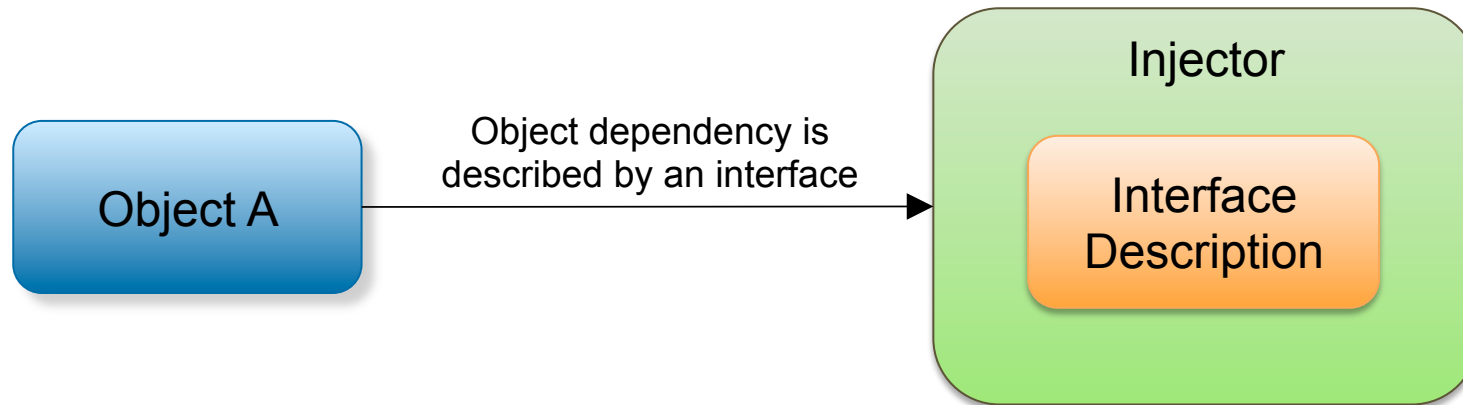 Object A
Object dependency is
described by an interface
Injector
Interface
Description